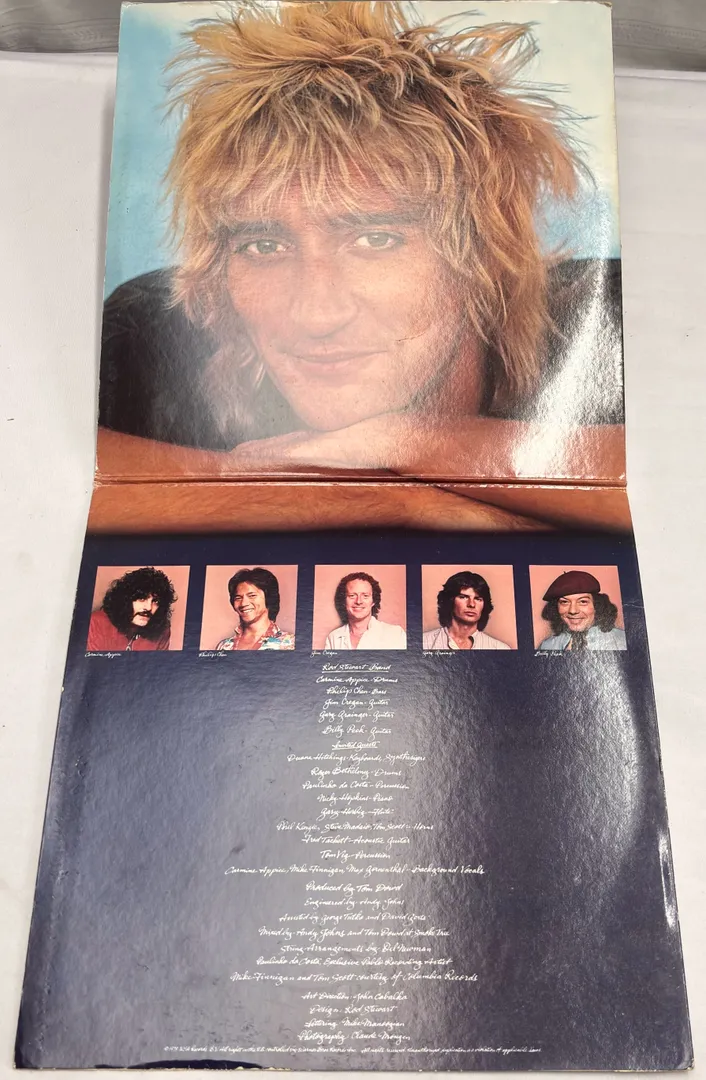 Carmine Appice
Phillip Chen
Jim Cregan
Gary Grainger
Billy Peek
Rod Stewart Band
Carmine Appice-Drums
Phillip Chen-Bass
Jim Cregan-Guitar
Gary Grainger-Guitar
Billy Peek-Guitar
Invited Guests
Duane Hitchings-Keyboards, Synthesizers
Roger Bethelmy-Drums
Paulinho da Costa-Percussion
Nicky Hopkins-Piano
Gary Herbig-Flute
Phil Kenzie, Steve Madaio, Tom Scott-Horns
Fred Tackett-Acoustic Guitar
Tom Vig-Percussion
Carmine Appice, Mike Finnigan, Max Gronenthal-Background Vocals
Produced by Tom Dowd
Engineered by Andy Johns
Assisted by George Tutko and David
Mixed by Andy Johns and Tom Dowd at Smoke Tree
String Arrangements by Del Newman
Paulinho da Costa, Exclusive Pablo Recording Artist
Mike Finnigan and Tom Scott courtesy of Columbia Records
Art Direction-John Cabalka
Design, Rod Stewart
Lettering-Mike Manoogian
Photography-Claude Mougin